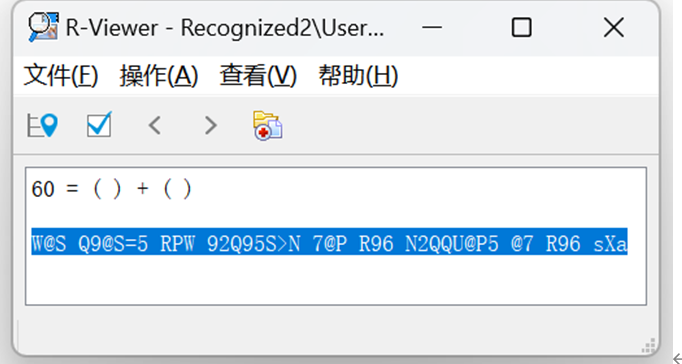 R-Viewer - Recognized2\User...
文件(F) 操作(A) 查看(V) 帮助(H)
60 = ( ) + ( )
W@S Q9@S=5 RPW 92Q95S>N 7@P R96 N2QQU@P5 @7 R96 sXa